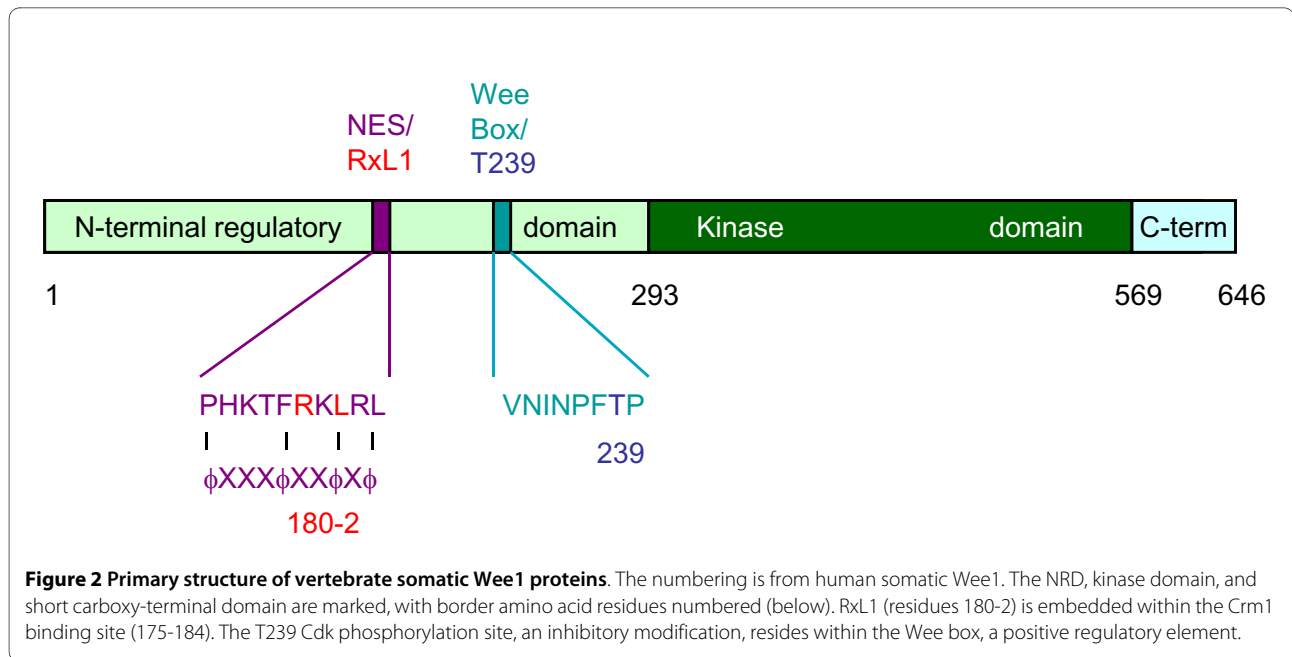 NES/
RxL1
Wee
Box/
T239
N-terminal regulatory
domain
Kinase
domain
C-term
1
293
569
646
PHKTFRKLRL
VNINPFTP
239
ϕXXXϕXXϕXϕ
180-2
Figure 2 Primary structure of vertebrate somatic Wee1 proteins. The numbering is from human somatic Wee1. The NRD, kinase domain, and
short carboxy-terminal domain are marked, with border amino acid residues numbered (below). RxL1 (residues 180-2) is embedded within the Crm1
binding site (175-184). The T239 Cdk phosphorylation site, an inhibitory modification, resides within the Wee box, a positive regulatory element.